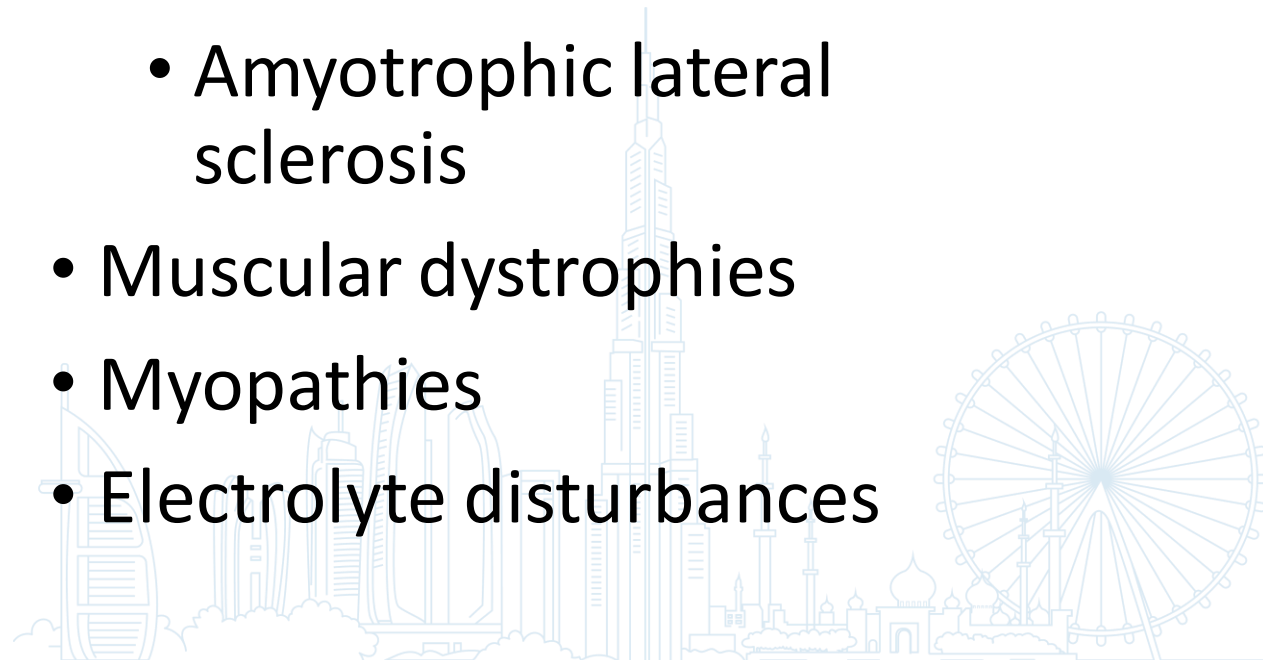 • Amyotrophic lateral
sclerosis
• Muscular dystrophies
• Myopathies
• Electrolyte disturbances